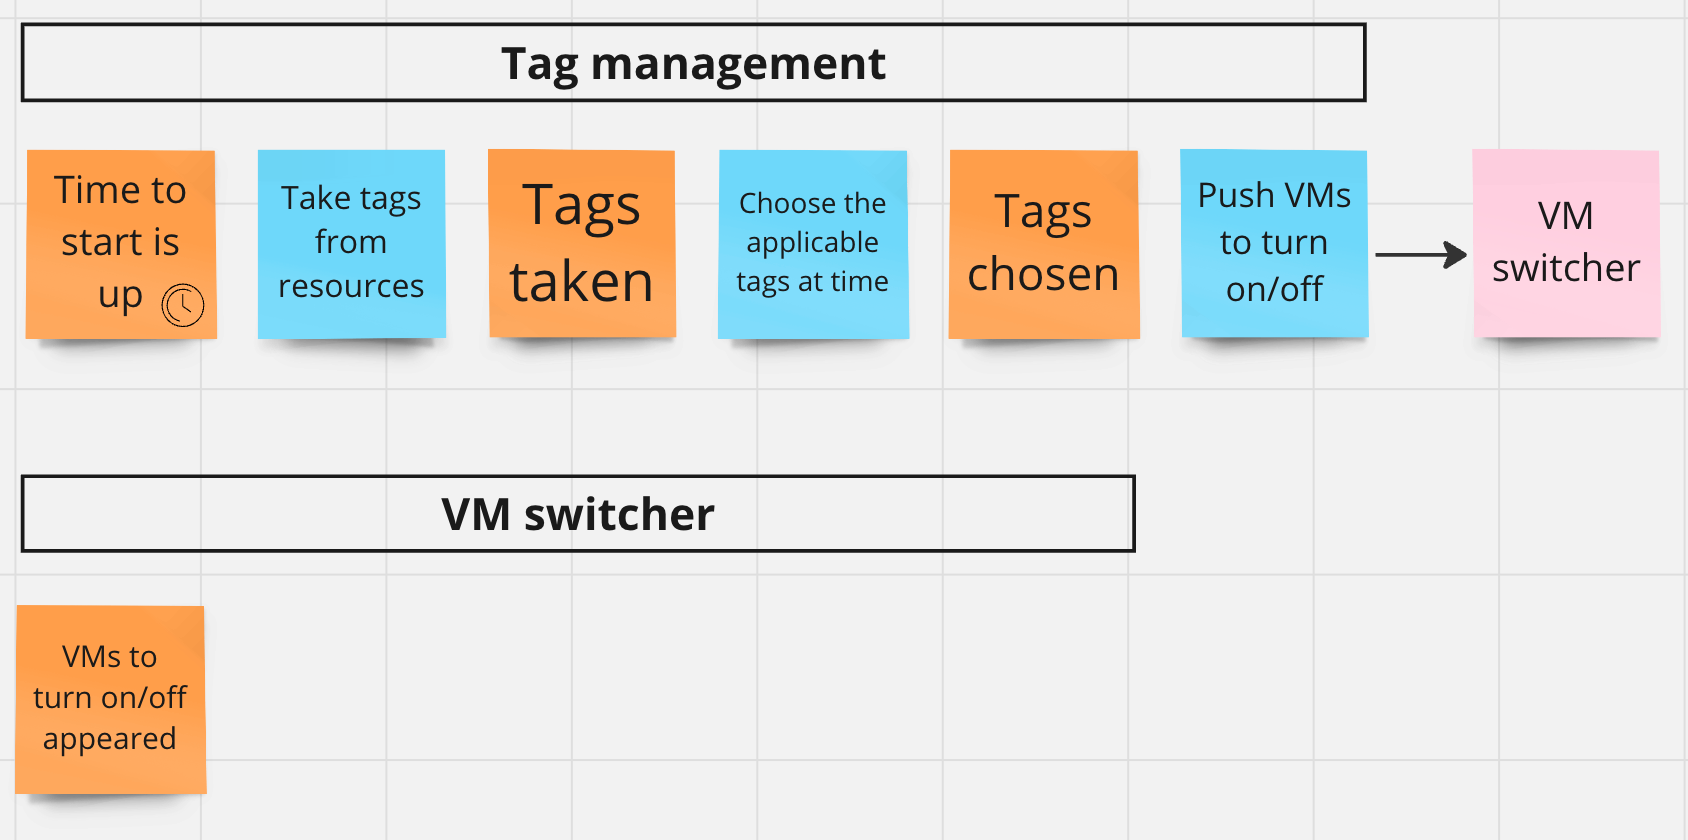 Tag management
Time to
start is
up
Take tags
from
resources
Tags
taken
Choose the
applicable
tags at time
Tags
chosen
Push VMs
to turn
on/off
VM
switcher
VM switcher
VMs to
turn on/off
appeared